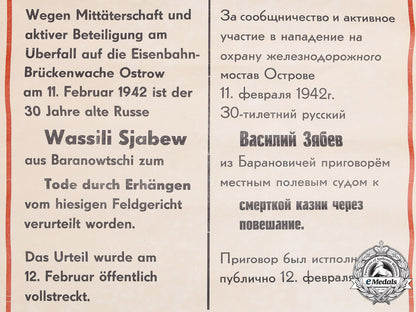 Wegen Mittäterschaft und
aktiver Beteiligung am
Überfall auf die Eisenbahn-
Brückenwache Ostrow
am 11. Februar 1942 ist der
30 Jahre alte Russe
Wassili Sjabew
aus Baranowtschi zum
Tode durch Erhängen
vom hiesigen Feldgericht
verurteilt worden.
Das Urteil wurde am
12. Februar öffentlich
vollstreckt.
За сообщничество и активное
участие в нападение на
охрану железнодорожного
мостав Острове
11. февраля 1942г.
30-тилетний русский
Василий Зябев
из Барановичей приговорём
местным полевым судом к
смерткой казни через
повешание.
Приговор был исполн
публично 12. феврал
eMedals